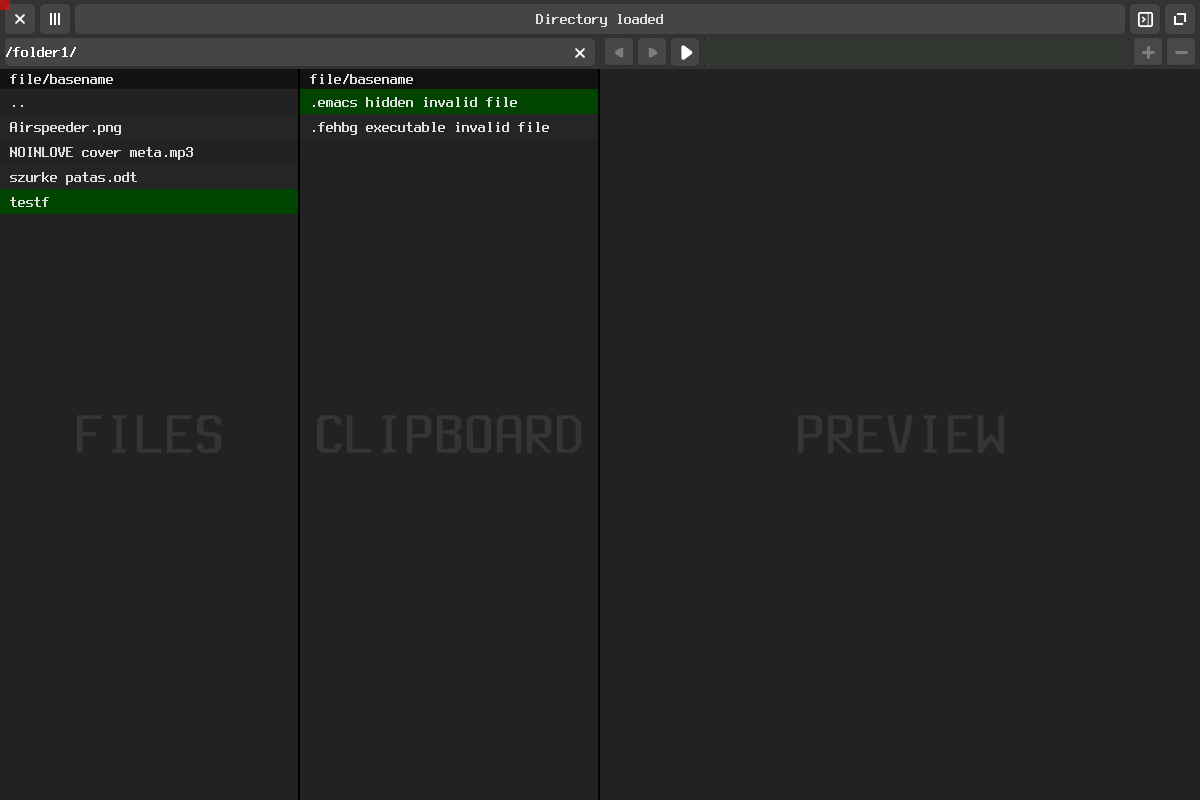 Directory loaded
/folder1/
file/basename
..
Airspeeder.png
NOINLOVE cover meta.mp3
szurke patas.odt
testf
FILES
file/basename
.emacs hidden invalid file
.fehbg executable invalid file
CLIPBOARD
PREVIEW